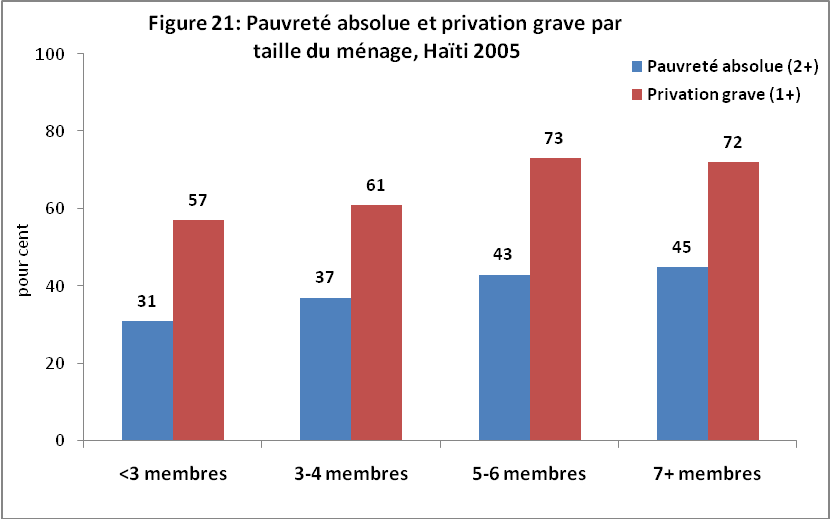 Figure 21: Pauvreté absolue et privation grave par
taille du ménage, Haïti 2005
Pauvreté absolue (2+)
Privation grave (1+)
pour cent
100
80
60
40
20
0
31
57
37
61
43
73
45
72
<3 membres
3-4 membres
5-6 membres
7+ membres